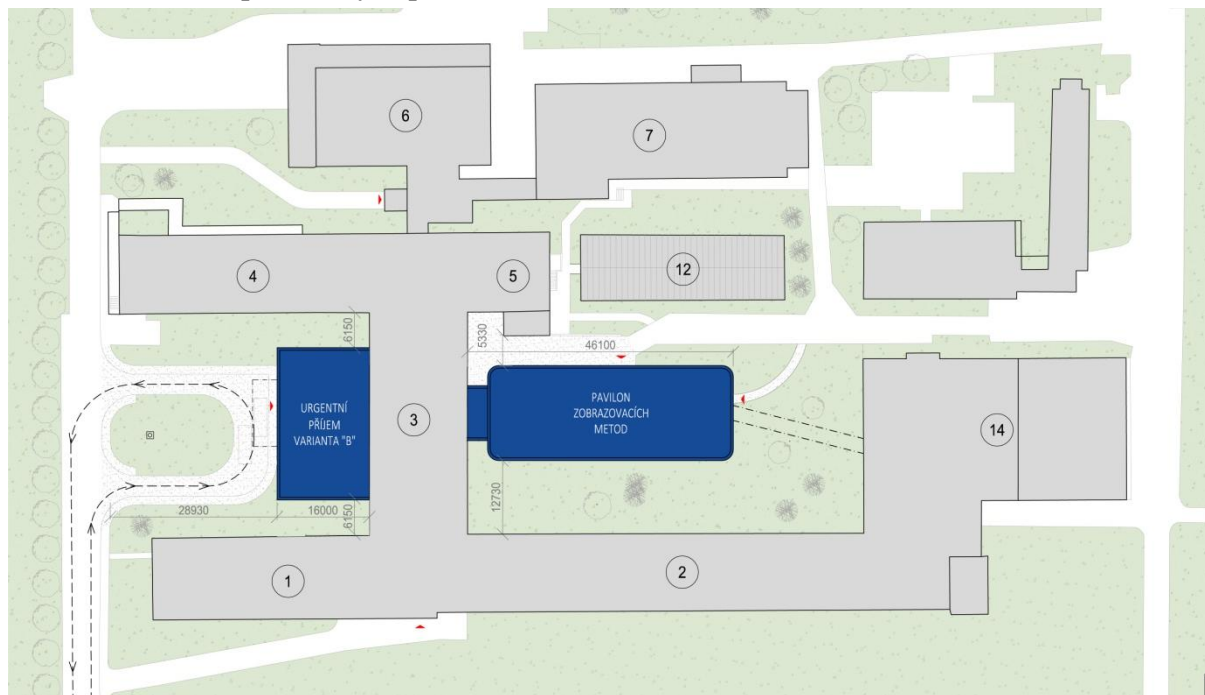 6
7
4
5
12
6150
5330
46100
URGENTNÍ
PŘÍJEM
VARIANTA "B"
3
PAVILON
ZOBRAZOVACÍCH
METOD
14
28930
16000
6150
12730
1
2